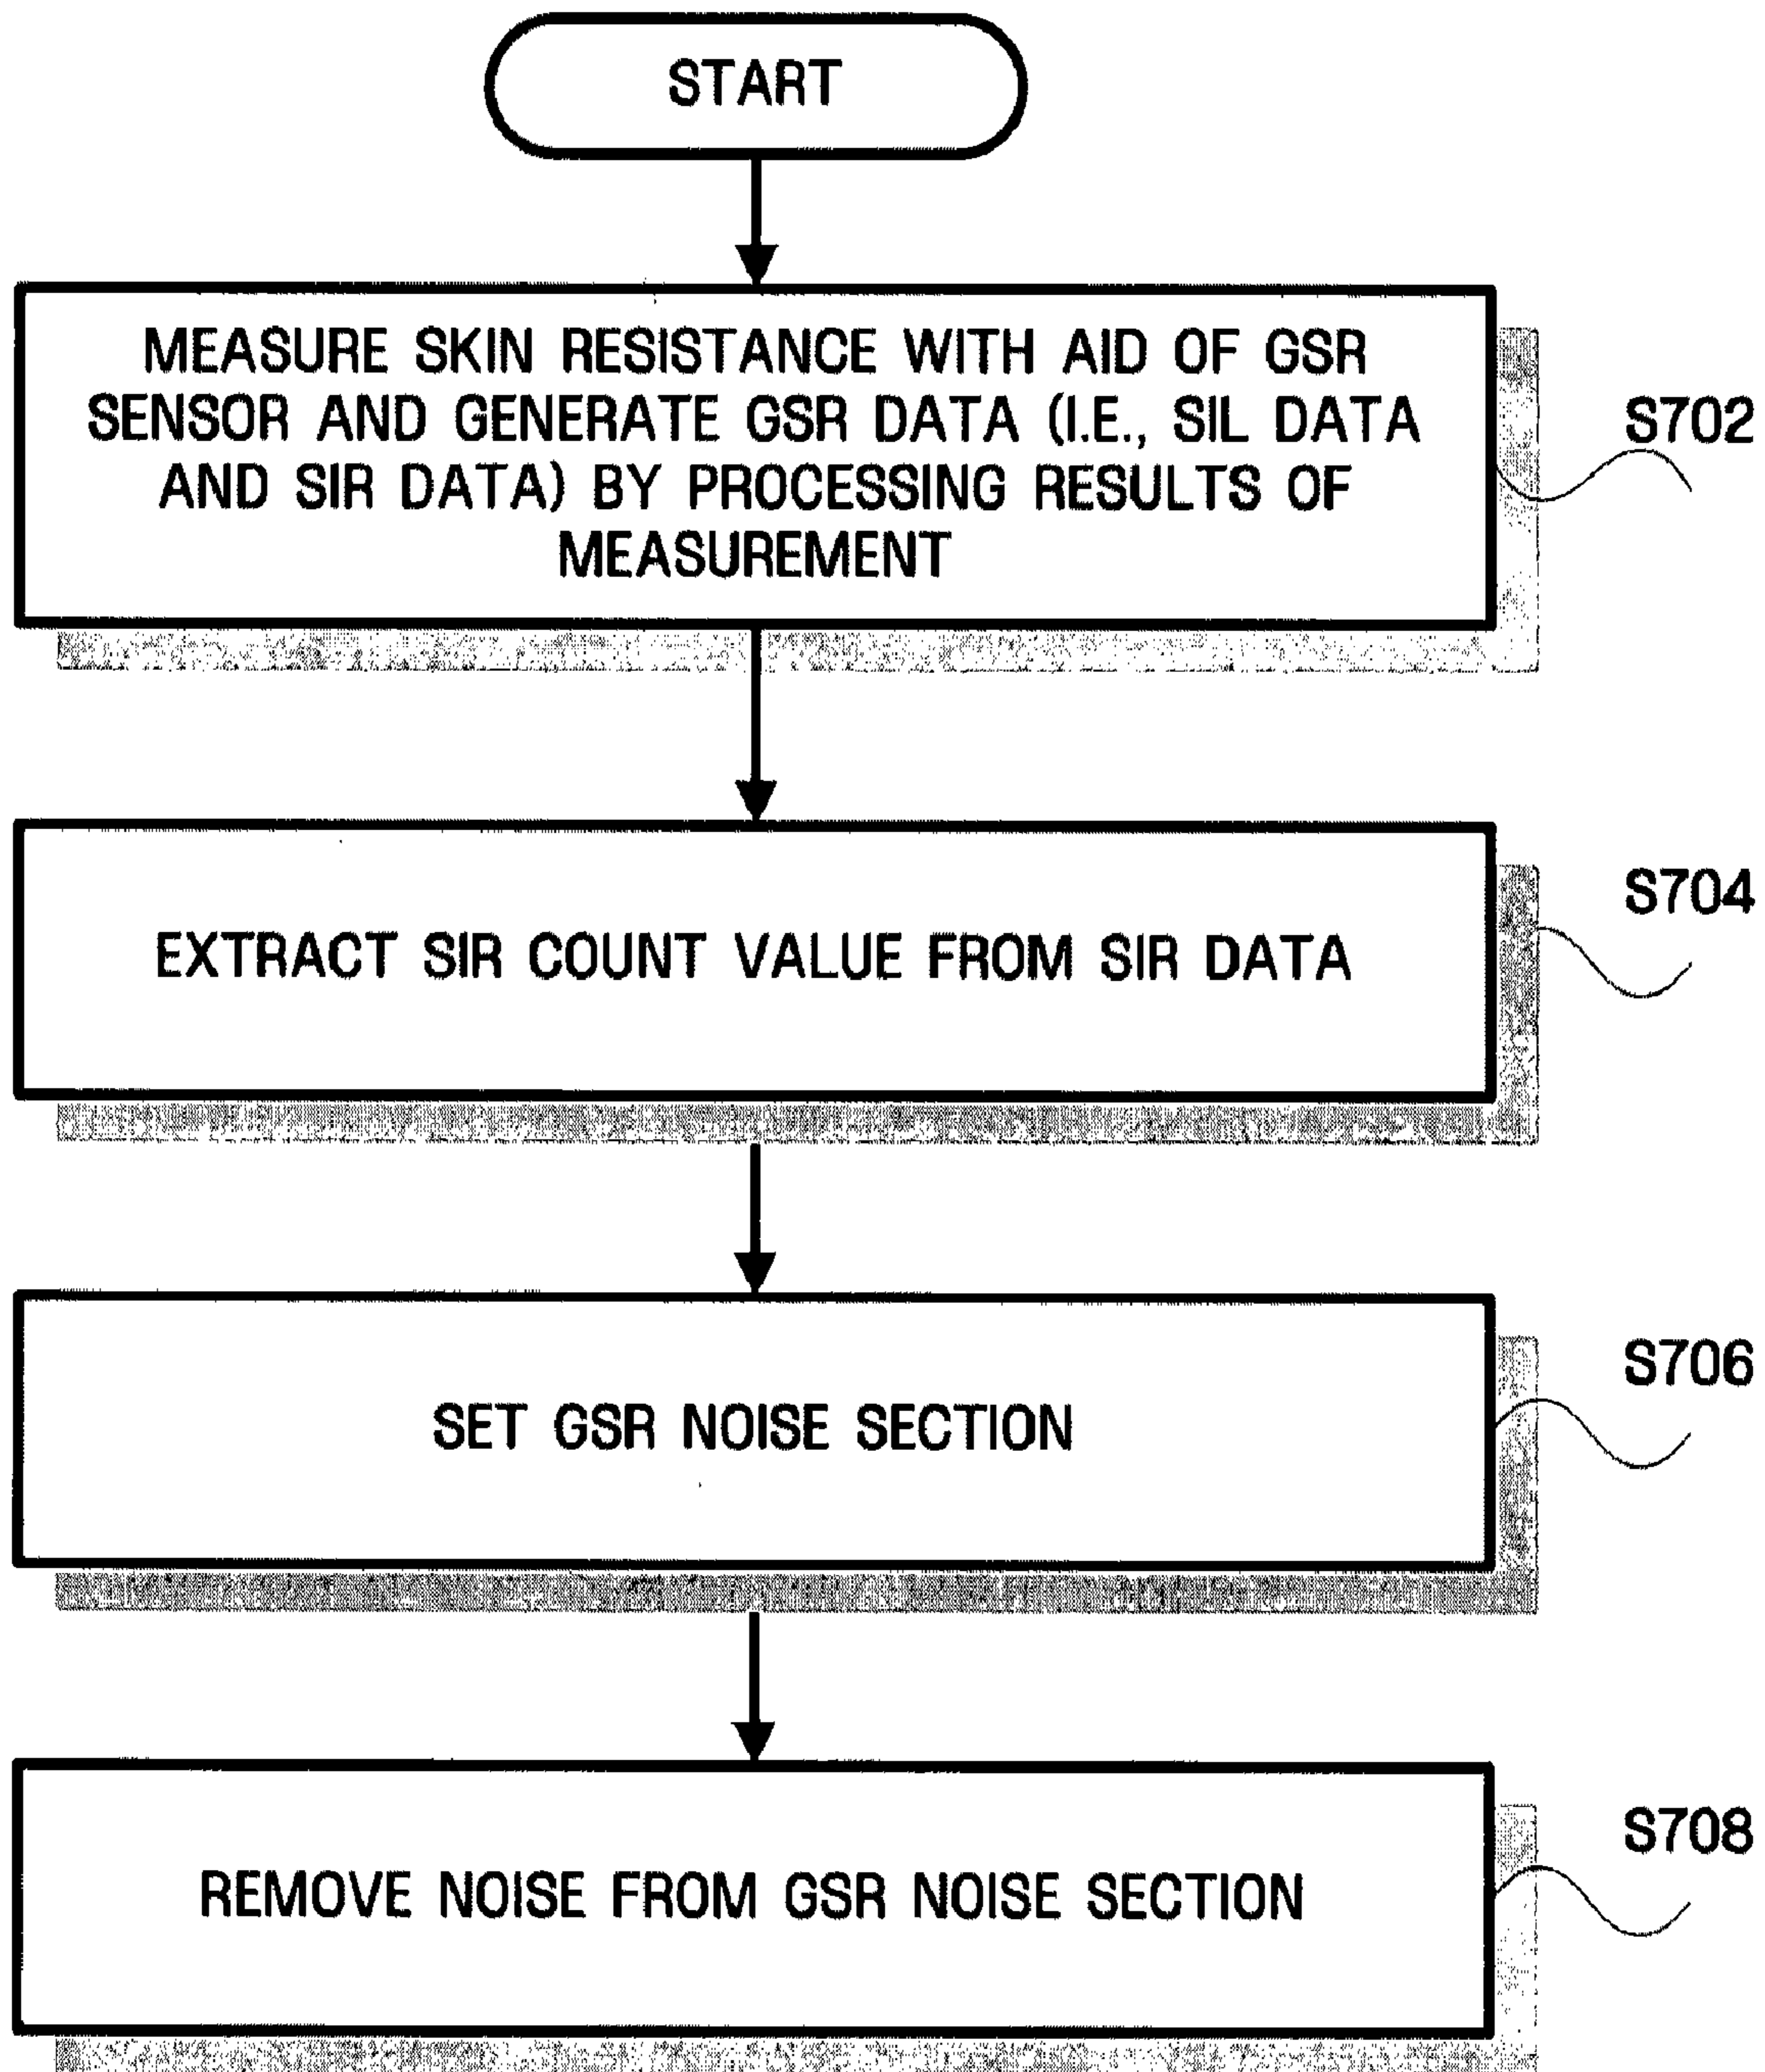 START
MEASURE SKIN RESISTANCE WITH AID OF GSR
SENSOR AND GENERATE GSR DATA (I.E., SIL DATA
AND SIR DATA) BY PROCESSING RESULTS OF
MEASUREMENT
S702
EXTRACT SIR COUNT VALUE FROM SIR DATA
S704
SET GSR NOISE SECTION
S706
REMOVE NOISE FROM GSR NOISE SECTION
S708